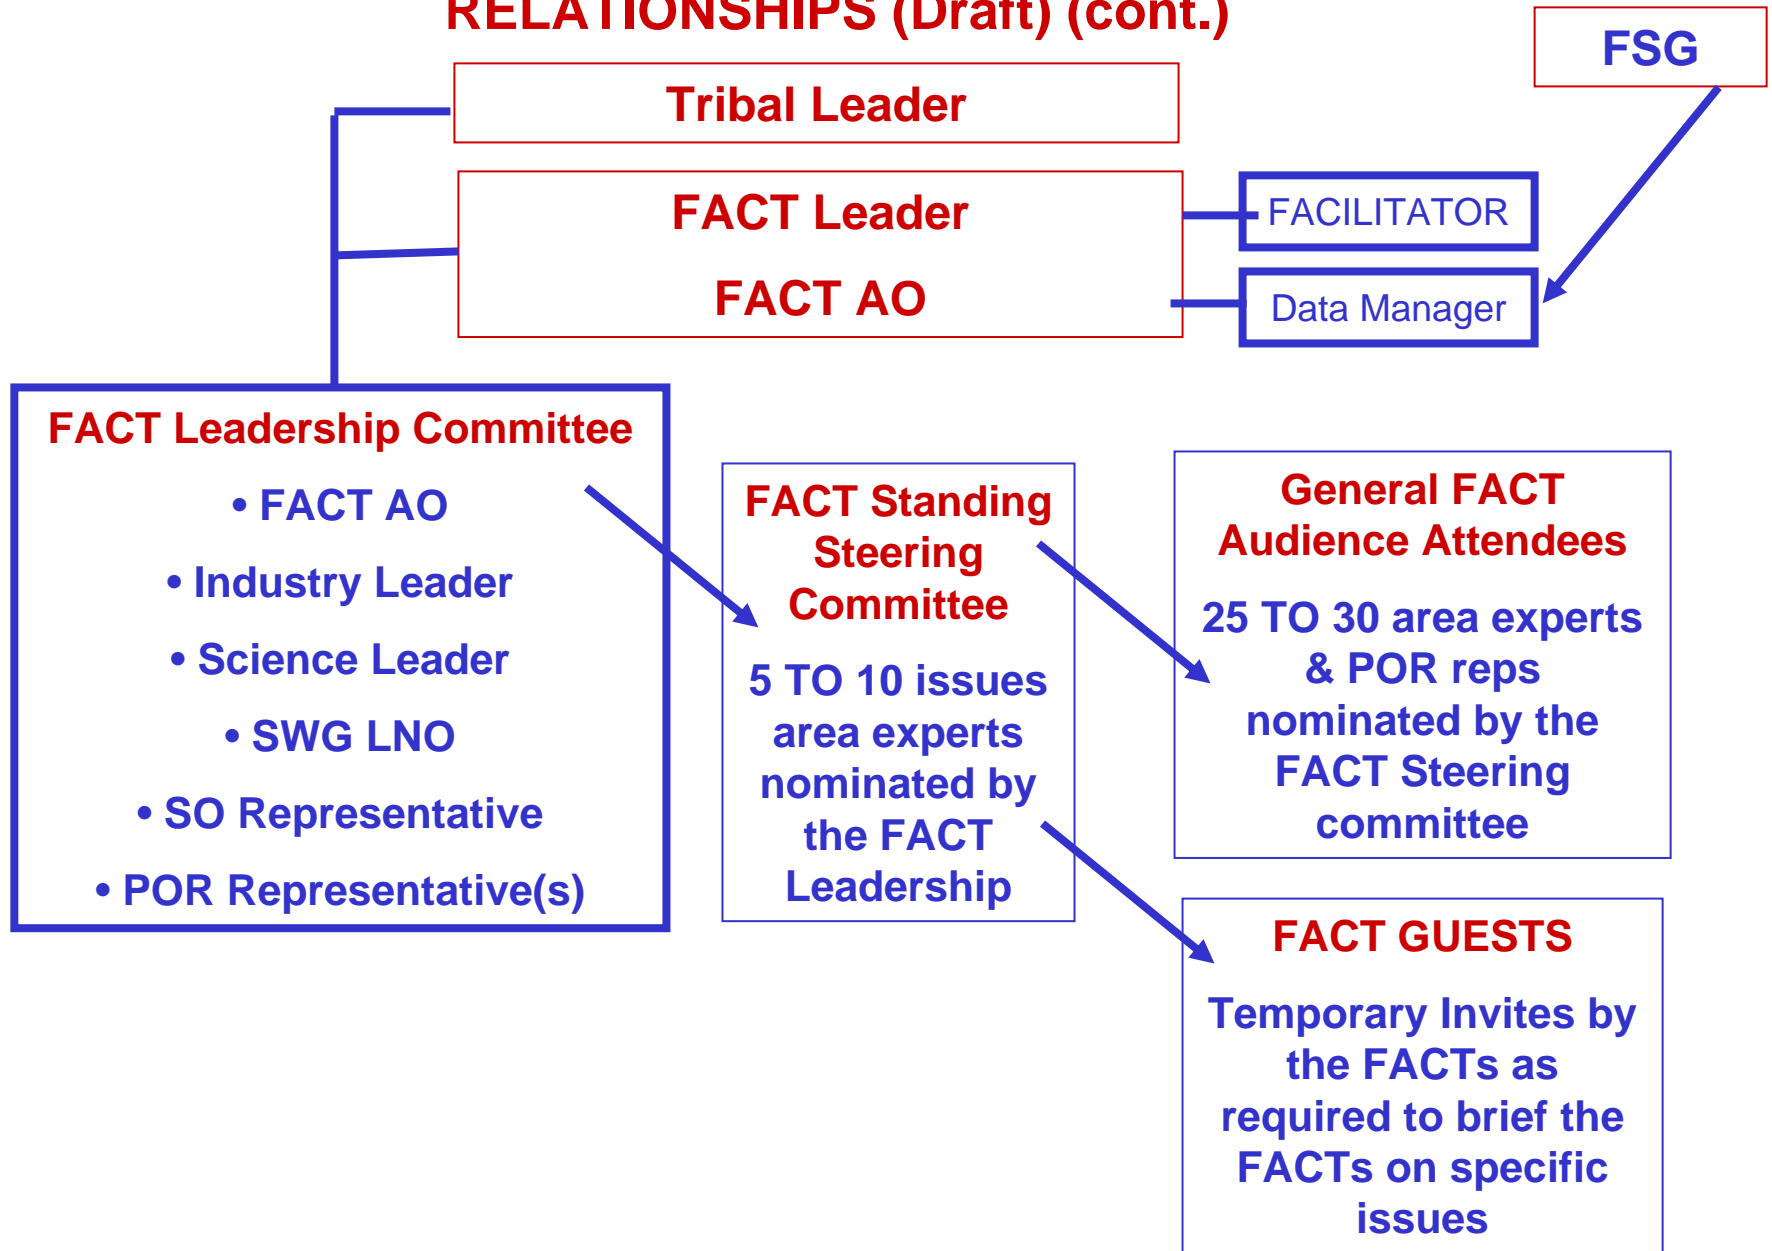 RELATIONSHIPS (Draft) (cont.)
FSG
Tribal Leader
FACT Leader
FACT AO
FACILITATOR
Data Manager
FACT Leadership Committee
• FACT AO
• Industry Leader
• Science Leader
• SWG LNO
• SO Representative
• POR Representative(s)
FACT Standing
Steering
Committee
5 TO 10 issues
area experts
nominated by
the FACT
Leadership
General FACT
Audience Attendees
25 TO 30 area experts
& POR reps
nominated by the
FACT Steering
committee
FACT GUESTS
Temporary Invites by
the FACTs as
required to brief the
FACTs on specific
issues